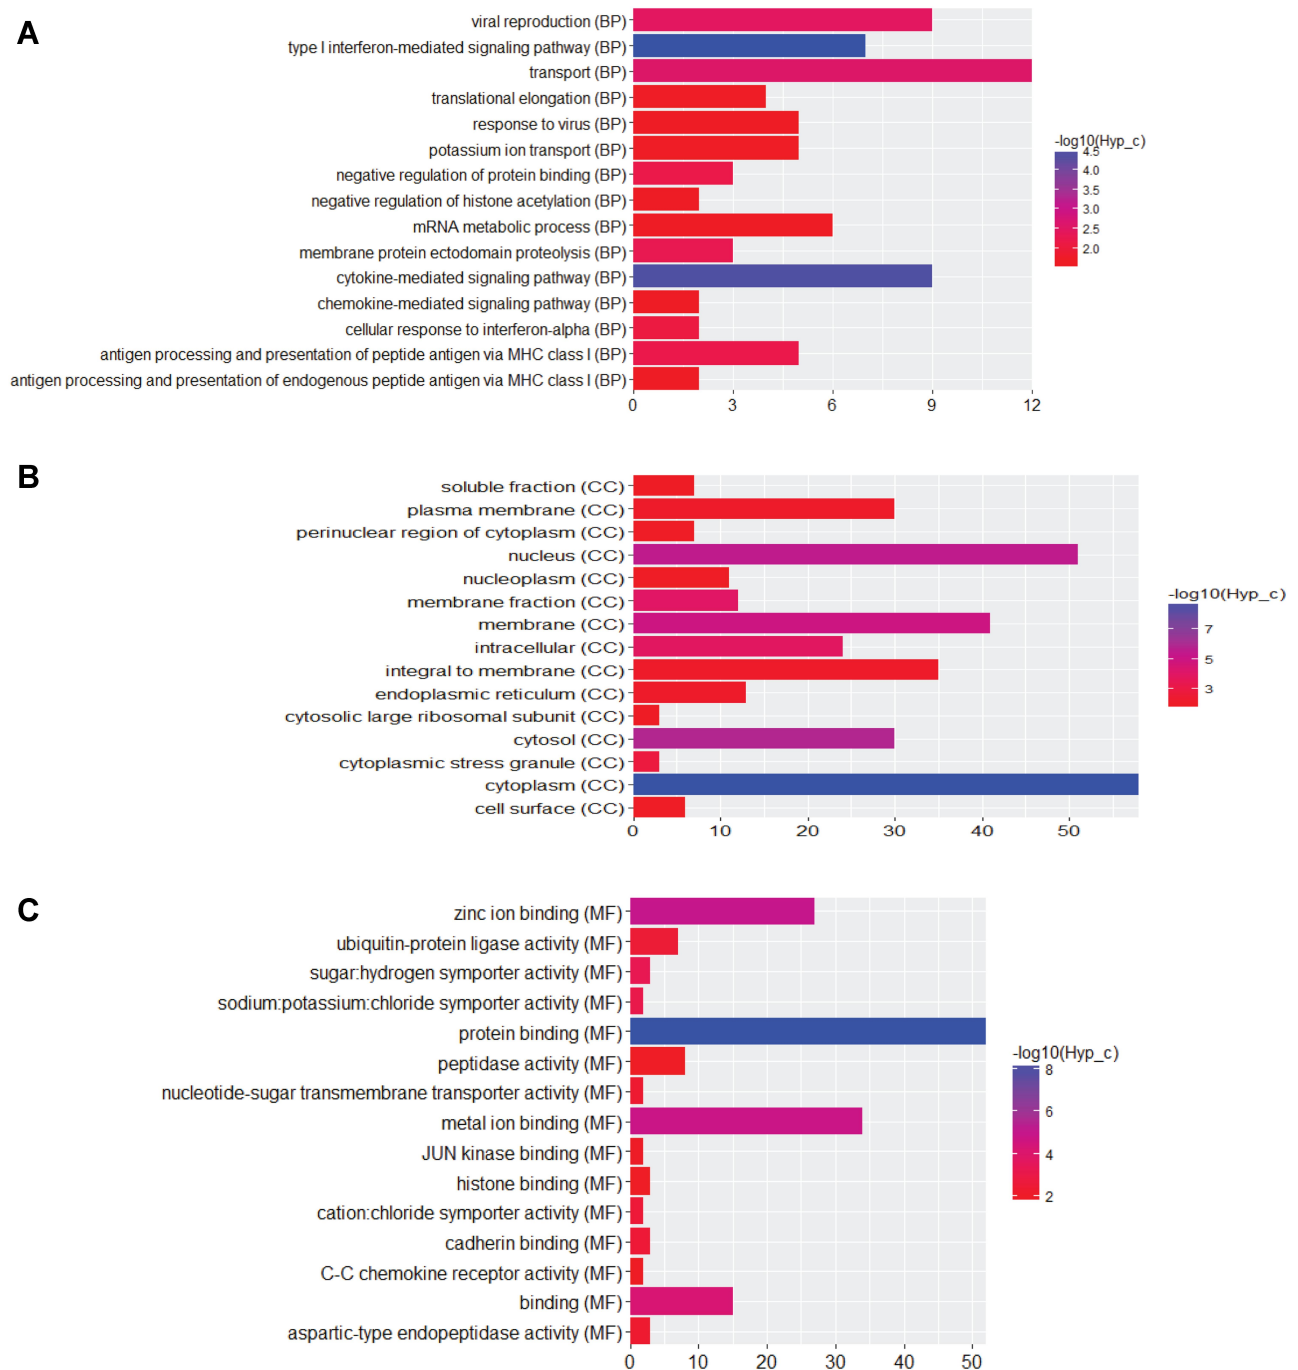 A
viral reproduction (BP)
type I interferon-mediated signaling pathway (BP)
transport (BP)
translational elongation (BP)
response to virus (BP)
potassium ion transport (BP)
negative regulation of protein binding (BP)
negative regulation of histone acetylation (BP)
mRNA metabolic process (BP)
membrane protein ectodomain proteolysis (BP)
cytokine-mediated signaling pathway (BP)
chemokine-mediated signaling pathway (BP)
cellular response to interferon-alpha (BP)
antigen processing and presentation of peptide antigen via MHC class I (BP)
antigen processing and presentation of endogenous peptide antigen via MHC class I (BP)
0 3 6 9 12
-log10(Hyp_c)
4.5
4.0
3.5
3.0
2.5
2.0
B
soluble fraction (CC)
plasma membrane (CC)
perinuclear region of cytoplasm (CC)
nucleus (CC)
nucleoplasm (CC)
membrane fraction (CC)
membrane (CC)
intracellular (CC)
integral to membrane (CC)
endoplasmic reticulum (CC)
cytosolic large ribosomal subunit (CC)
cytosol (CC)
cytoplasmic stress granule (CC)
cytoplasm (CC)
cell surface (CC)
0 10 20 30 40 50
-log10(Hyp_c)
7
5
3
C
zinc ion binding (MF)
ubiquitin-protein ligase activity (MF)
sugar:hydrogen symporter activity (MF)
sodium:potassium:chloride symporter activity (MF)
protein binding (MF)
peptidase activity (MF)
nucleotide-sugar transmembrane transporter activity (MF)
metal ion binding (MF)
JUN kinase binding (MF)
histone binding (MF)
cation:chloride symporter activity (MF)
cadherin binding (MF)
C-C chemokine receptor activity (MF)
binding (MF)
aspartic-type endopeptidase activity (MF)
0 10 20 30 40 50
-log10(Hyp_c)
8
6
4
2